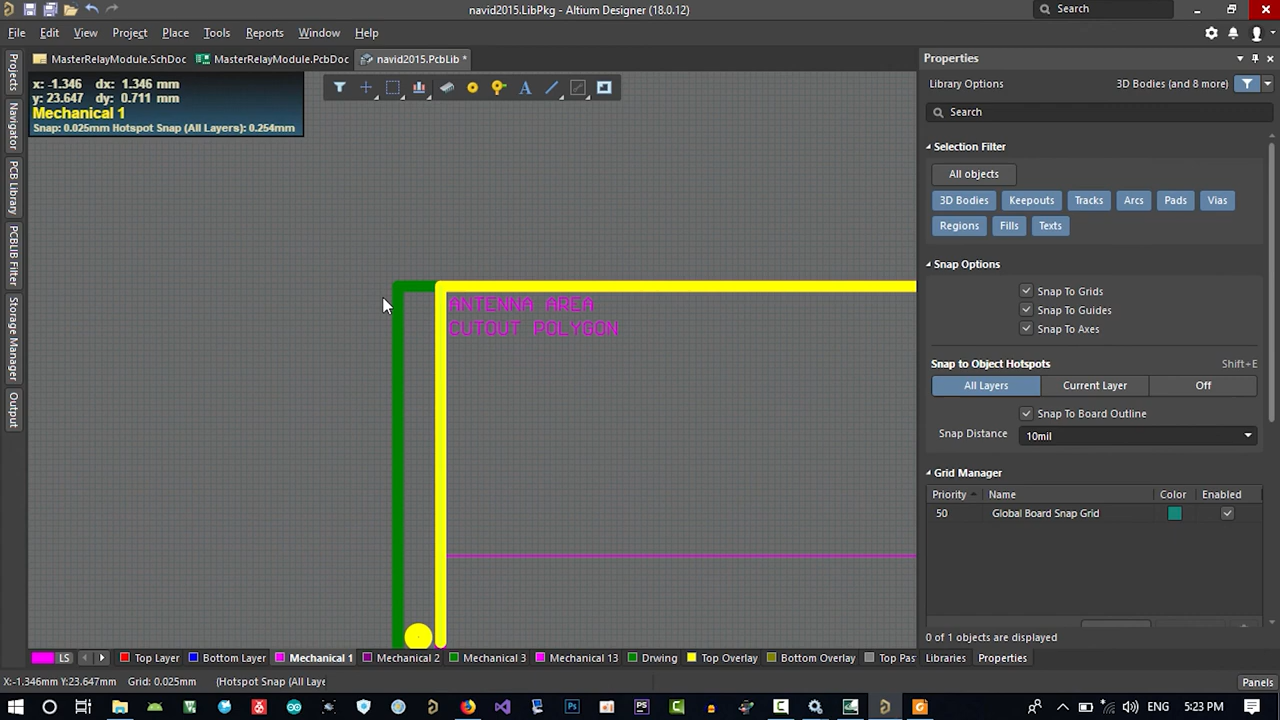 navid2015.LibPkg - Altium Designer (18.0.12)
Search
File Edit View Project Place Tools Reports Window Help
MasterRelayModule.SchDoc
MasterRelayModule.PcbDoc
navid2015.PcbLib *
x: -1.346 dx: 1.346 mm
y: 23.647 dy: 0.711 mm
Mechanical 1
Snap: 0.025mm Hotspot Snap (All Layers): 0.254mm
Projects
Navigator
PCB Library
PCBLIB Filter
Storage Manager
Output
ANTENNA AREA
CUTOUT POLYGON
Properties
Library Options 3D Bodies (and 8 more)
Search
Selection Filter
All objects
3D Bodies Keepouts Tracks Arcs Pads Vias
Regions Fills Texts
Snap Options
Snap To Grids
Snap To Guides
Snap To Axes
Snap to Object Hotspots Shift+E
All Layers Current Layer Off
Snap To Board Outline
Snap Distance 10mil
Grid Manager
Priority Name Color Enabled
50 Global Board Snap Grid
0 of 1 objects are displayed
LS Top Layer Bottom Layer Mechanical 1 Mechanical 2 Mechanical 3 Mechanical 13 Drwing Top Overlay Bottom Overlay Top Pas
Libraries Properties
X:-1.346mm Y:23.647mm Grid: 0.025mm (Hotspot Snap (All Laye
Panels
ENG 5:23 PM